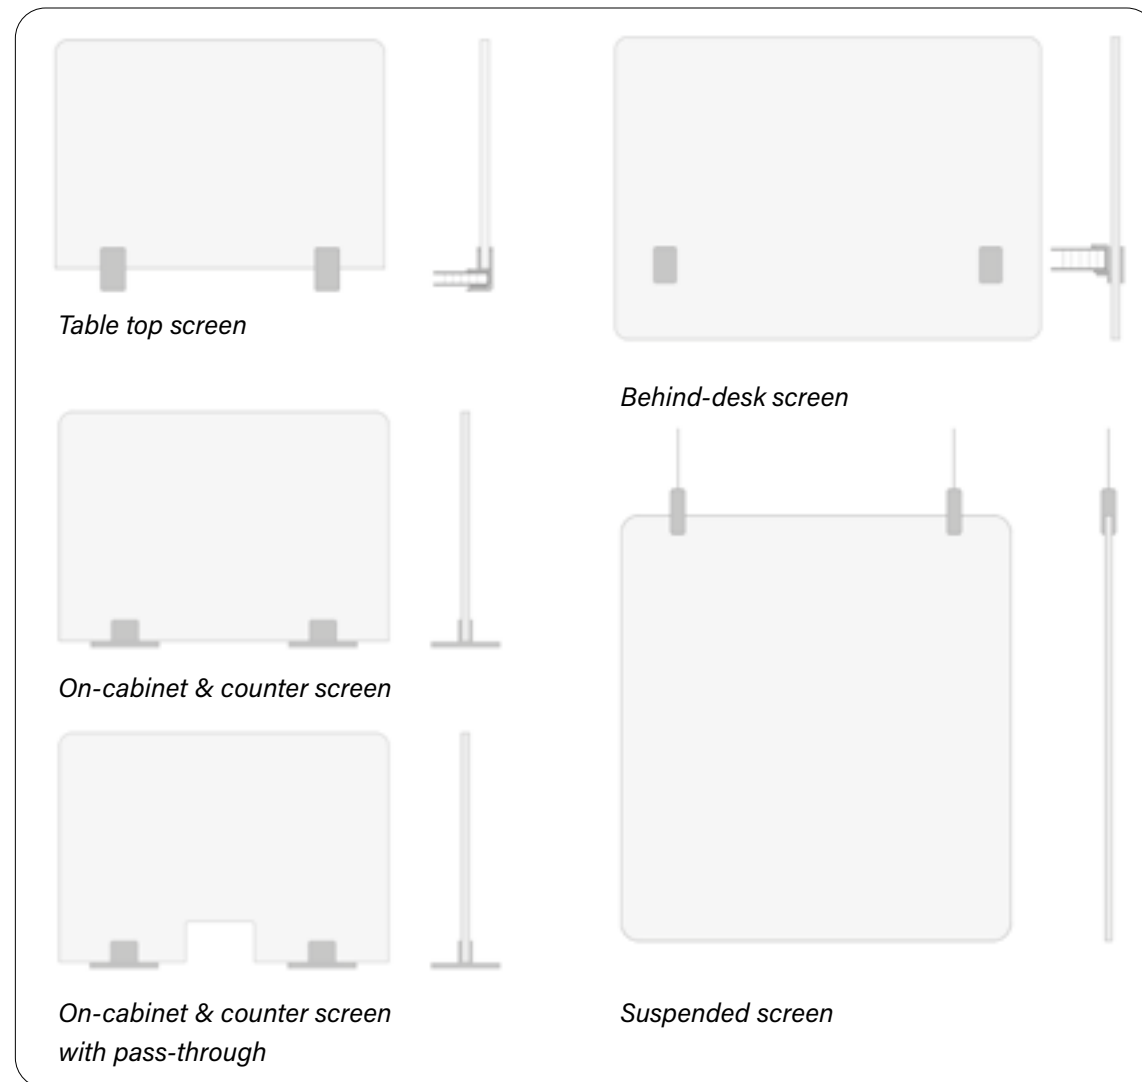 Table top screen
Behind-desk screen
On-cabinet & counter screen
On-cabinet & counter screen
with pass-through
Suspended screen